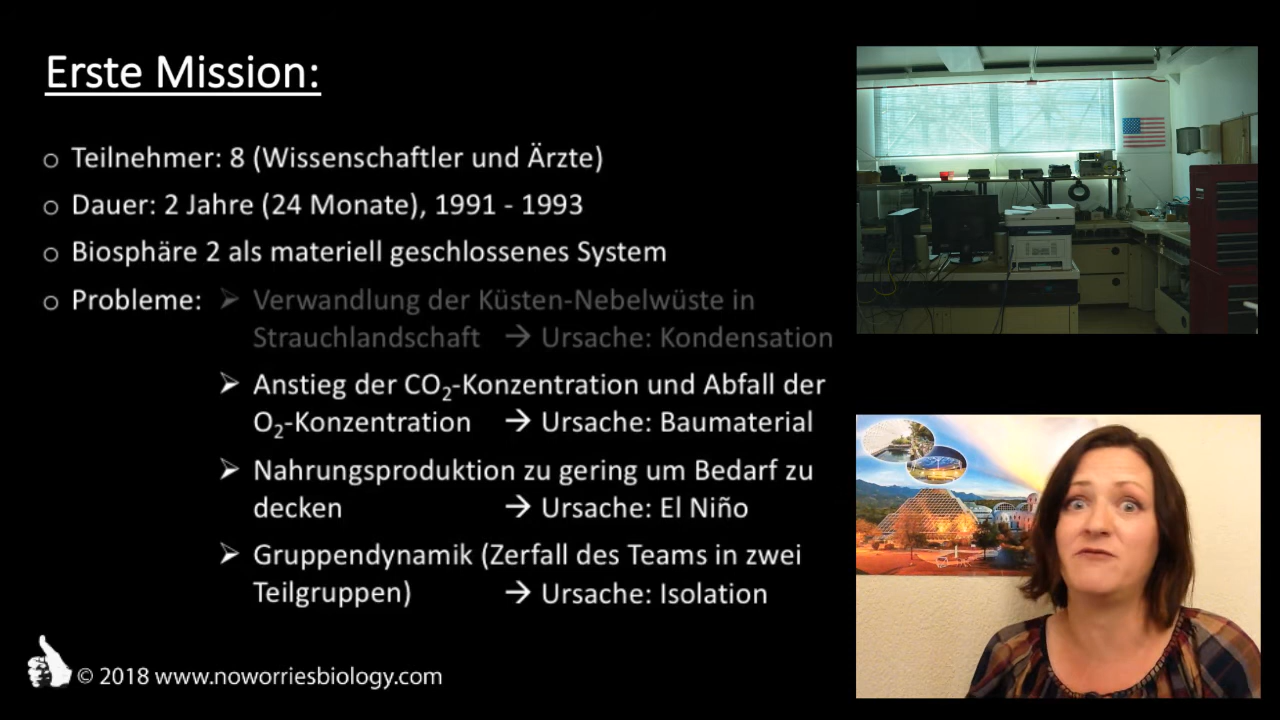 Erste Mission:
o Teilnehmer: 8 (Wissenschaftler und Ärzte)
o Dauer: 2 Jahre (24 Monate), 1991 - 1993
o Biosphäre 2 als materiell geschlossenes System
o Probleme: ➢ Verwandlung der Küsten-Nebelwüste in
Strauchlandschaft → Ursache: Kondensation
➢ Anstieg der CO₂-Konzentration und Abfall der
O₂-Konzentration → Ursache: Baumaterial
➢ Nahrungsproduktion zu gering um Bedarf zu
decken → Ursache: El Niño
➢ Gruppendynamik (Zerfall des Teams in zwei
Teilgruppen) → Ursache: Isolation
© 2018 www.noworriesbiology.com